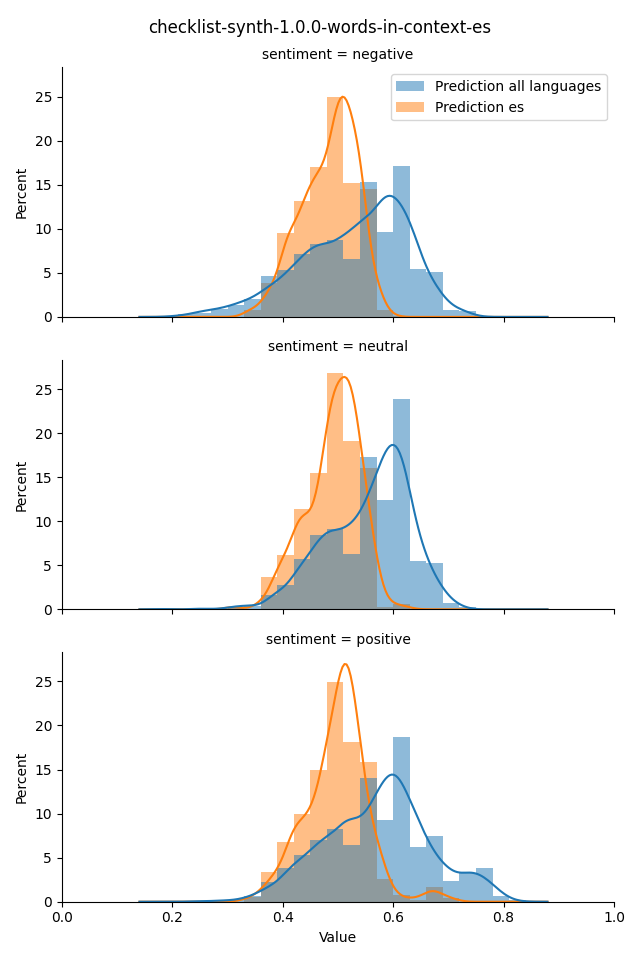 checklist-synth-1.0.0-words-in-context-es
sentiment = negative
Prediction all languages
Prediction es
Percent
25
20
15
10
5
0
sentiment = neutral
Percent
25
20
15
10
5
0
sentiment = positive
Percent
25
20
15
10
5
0
0.0 0.2 0.4 0.6 0.8 1.0
Value